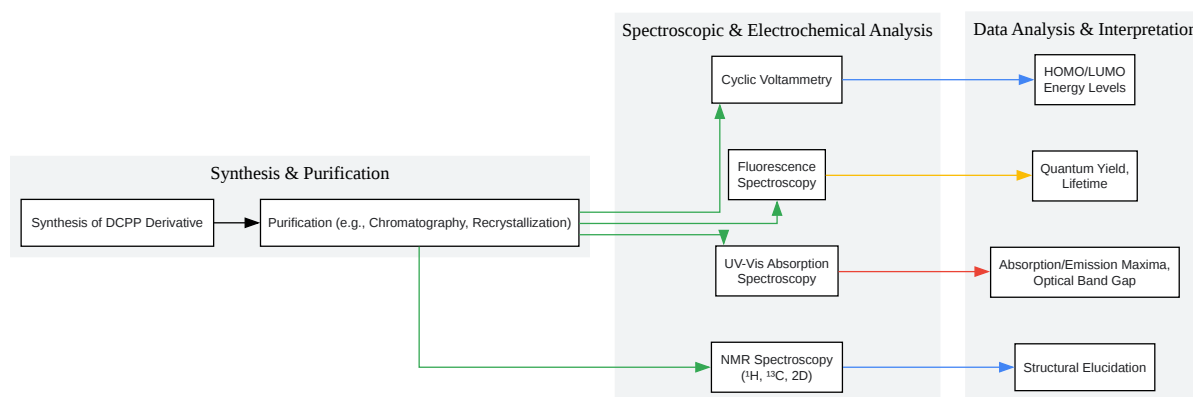 Spectroscopic & Electrochemical Analysis
Data Analysis & Interpretation
Cyclic Voltammetry
HOMO/LUMO
Energy Levels
Fluorescence
Spectroscopy
Quantum Yield,
Lifetime
Synthesis & Purification
Synthesis of DCPP Derivative
Purification (e.g., Chromatography, Recrystallization)
UV-Vis Absorption
Spectroscopy
Absorption/Emission Maxima,
Optical Band Gap
NMR Spectroscopy
(¹H, ¹³C, 2D)
Structural Elucidation